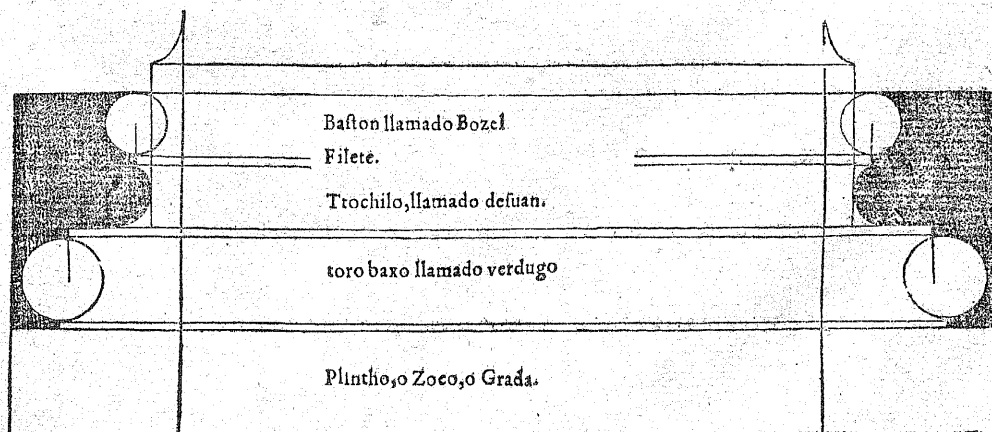 Baſton llamado Bozel
Filete.
Trochilo,llamado deſuan.
toro baxo llamado verdugo
Plintho,o Zoco,o Grada.